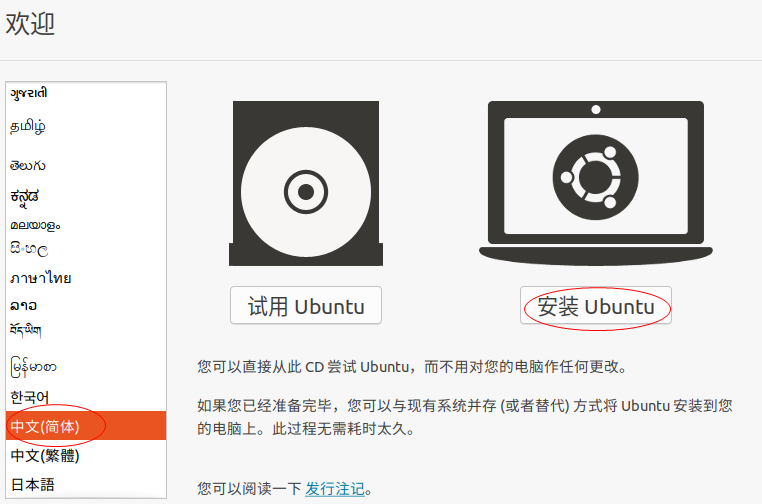 欢迎
ગુજરાતી
தமிழ்
తెలుగు
ಕನ್ನಡ
മലയാളം
සිංහල
ภาษาไทย
ລາວ
རྫོང་ཁ
မြန်မာစာ
한국어
中文(简体)
中文(繁體)
日本語
试用 Ubuntu
安装 Ubuntu
您可以直接从此 CD 尝试 Ubuntu，而不用对您的电脑作任何更改。
如果您已经准备完毕，您可以与现有系统并存 (或者替代) 方式将 Ubuntu 安装到您
的电脑上。此过程无需耗时太久。
您可以阅读一下 发行注记。